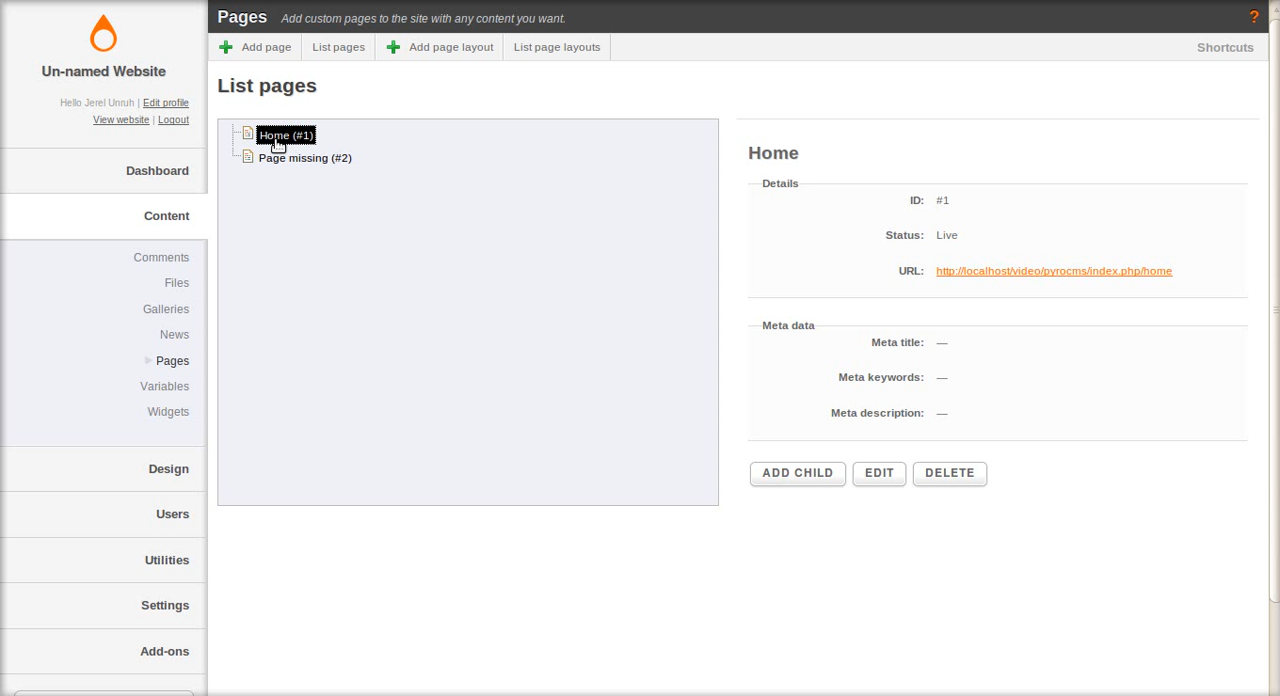 Un-named Website
Hello Jerel Unruh | Edit profile
View website | Logout
Dashboard
Content
Comments
Files
Galleries
News
Pages
Variables
Widgets
Design
Users
Utilities
Settings
Add-ons
Pages Add custom pages to the site with any content you want. ?
Add page List pages Add page layout List page layouts Shortcuts
List pages
Home (#1)
Page missing (#2)
Home
Details
ID: #1
Status: Live
URL: http://localhost/video/pyrocms/index.php/home
Meta data
Meta title: —
Meta keywords: —
Meta description: —
ADD CHILD EDIT DELETE